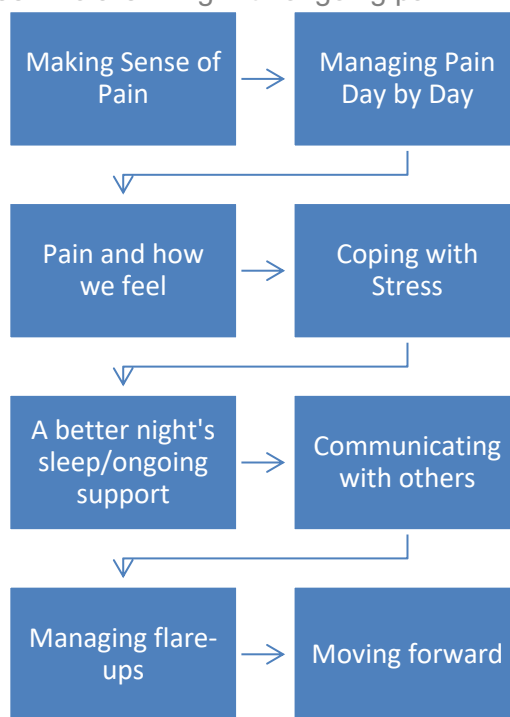 Making Sense of
Pain
Managing Pain
Day by Day
Pain and how
we feel
Coping with
Stress
A better night's
sleep/ongoing
support
Communicating
with others
Managing flare-
ups
Moving forward